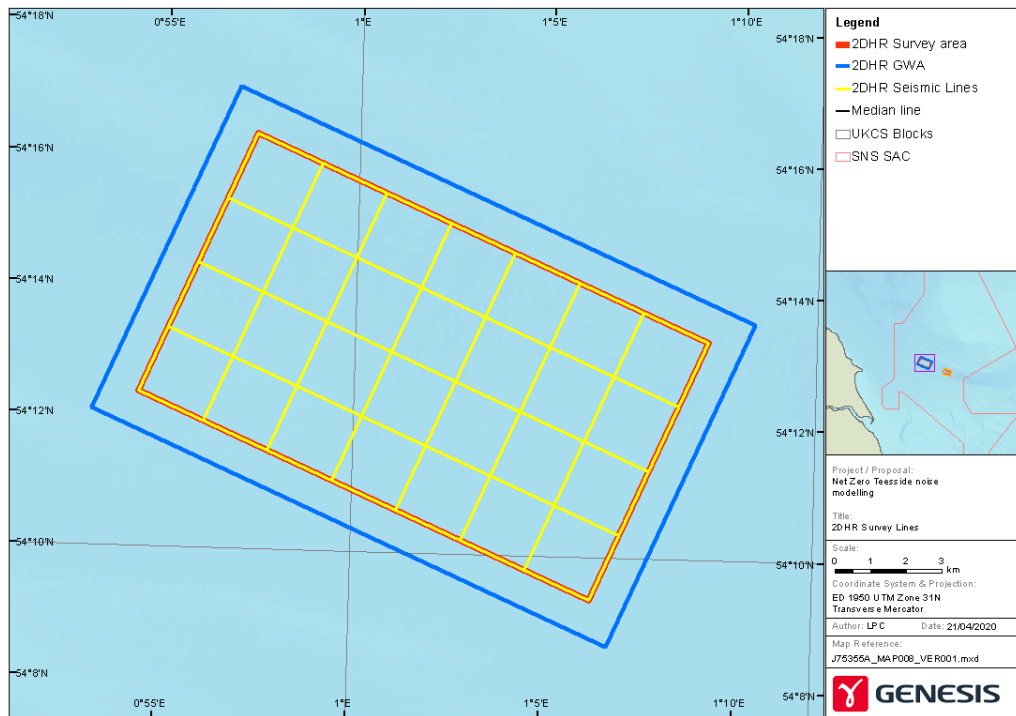 0°55'E 1°E 1°5'E 1°10'E
54°18'N
54°16'N
54°14'N
54°12'N
54°10'N
54°8'N
54°18'N
54°16'N
54°14'N
54°12'N
54°10'N
54°8'N
0°55'E 1°E 1°5'E 1°10'E
Legend
2DHR Survey area
2DHR GWA
2DHR Seismic Lines
Median line
UKCS Blocks
SNS SAC
Project / Proposal:
Net Zero Teesside noise
modelling
Title:
2DHR Survey Lines
Scale:
0 1 2 3
km
Coordinate System & Projection:
ED 1950 UTM Zone 31N
Transverse Mercator
Author: LPC Date: 21/04/2020
Map Reference:
J75355A_MAP008_VER001.mxd
GENESIS